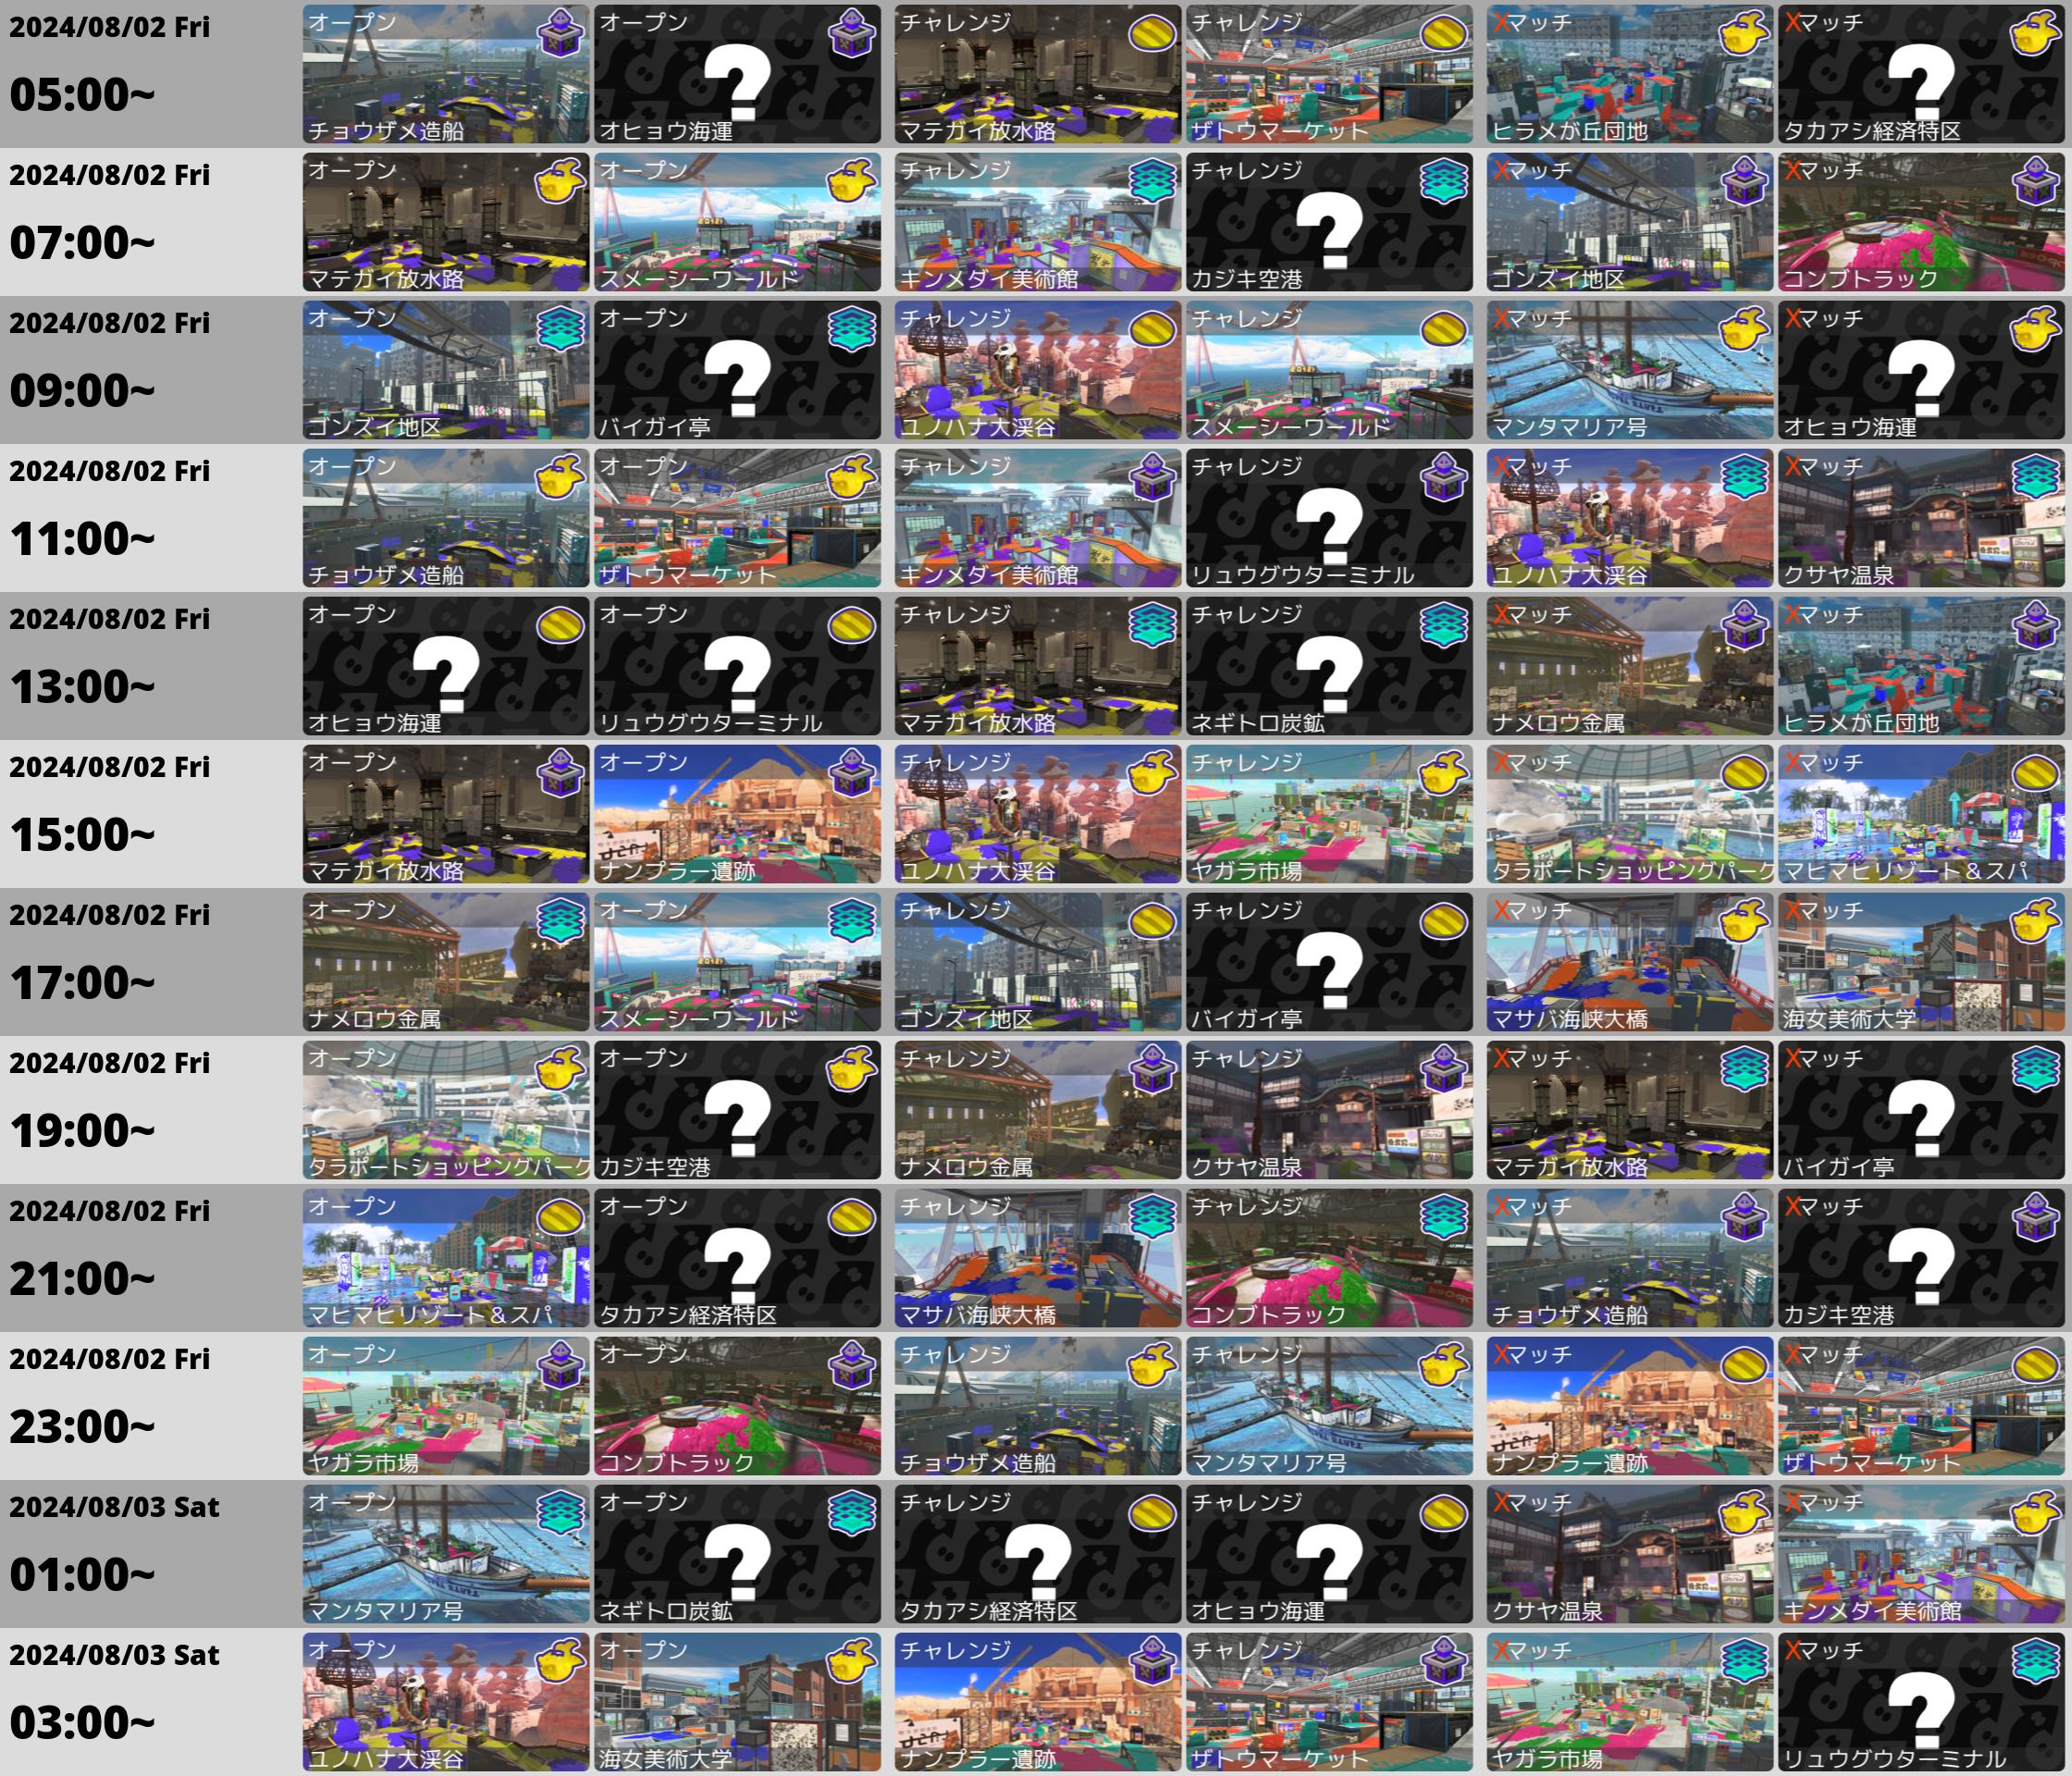 2024/08/02 Fri
05:00~
オープン
チョウザメ造船
オープン
オヒョウ海運
チャレンジ
マテガイ放水路
チャレンジ
ザトウマーケット
Xマッチ
ヒラメが丘団地
Xマッチ
タカアシ経済特区
2024/08/02 Fri
07:00~
オープン
マテガイ放水路
オープン
スメーシーワールド
チャレンジ
キンメダイ美術館
チャレンジ
カジキ空港
Xマッチ
ゴンズイ地区
Xマッチ
コンブトラック
2024/08/02 Fri
09:00~
オープン
ゴンズイ地区
オープン
バイガイ亭
チャレンジ
ユノハナ大渓谷
チャレンジ
スメーシーワールド
Xマッチ
マンタマリア号
Xマッチ
オヒョウ海運
2024/08/02 Fri
11:00~
オープン
チョウザメ造船
オープン
ザトウマーケット
チャレンジ
キンメダイ美術館
チャレンジ
リュウグウターミナル
Xマッチ
ユノハナ大渓谷
Xマッチ
クサヤ温泉
2024/08/02 Fri
13:00~
オープン
オヒョウ海運
オープン
リュウグウターミナル
チャレンジ
マテガイ放水路
チャレンジ
ネギトロ炭鉱
Xマッチ
ナメロウ金属
Xマッチ
ヒラメが丘団地
2024/08/02 Fri
15:00~
オープン
マテガイ放水路
オープン
ナンプラー遺跡
チャレンジ
ユノハナ大渓谷
チャレンジ
ヤガラ市場
Xマッチ
タラポートショッピングパーク
Xマッチ
マヒマヒリゾート＆スパ
2024/08/02 Fri
17:00~
オープン
ナメロウ金属
オープン
スメーシーワールド
チャレンジ
ゴンズイ地区
チャレンジ
バイガイ亭
Xマッチ
マサバ海峡大橋
Xマッチ
海女美術大学
2024/08/02 Fri
19:00~
オープン
タラポートショッピングパーク
オープン
カジキ空港
チャレンジ
ナメロウ金属
チャレンジ
クサヤ温泉
Xマッチ
マテガイ放水路
Xマッチ
バイガイ亭
2024/08/02 Fri
21:00~
オープン
マヒマヒリゾート＆スパ
オープン
タカアシ経済特区
チャレンジ
マサバ海峡大橋
チャレンジ
コンブトラック
Xマッチ
チョウザメ造船
Xマッチ
カジキ空港
2024/08/02 Fri
23:00~
オープン
ヤガラ市場
オープン
コンブトラック
チャレンジ
チョウザメ造船
チャレンジ
マンタマリア号
Xマッチ
ナンプラー遺跡
Xマッチ
ザトウマーケット
2024/08/03 Sat
01:00~
オープン
マンタマリア号
オープン
ネギトロ炭鉱
チャレンジ
タカアシ経済特区
チャレンジ
オヒョウ海運
Xマッチ
クサヤ温泉
Xマッチ
キンメダイ美術館
2024/08/03 Sat
03:00~
オープン
ユノハナ大渓谷
オープン
海女美術大学
チャレンジ
ナンプラー遺跡
チャレンジ
ザトウマーケット
Xマッチ
ヤガラ市場
Xマッチ
リュウグウターミナル